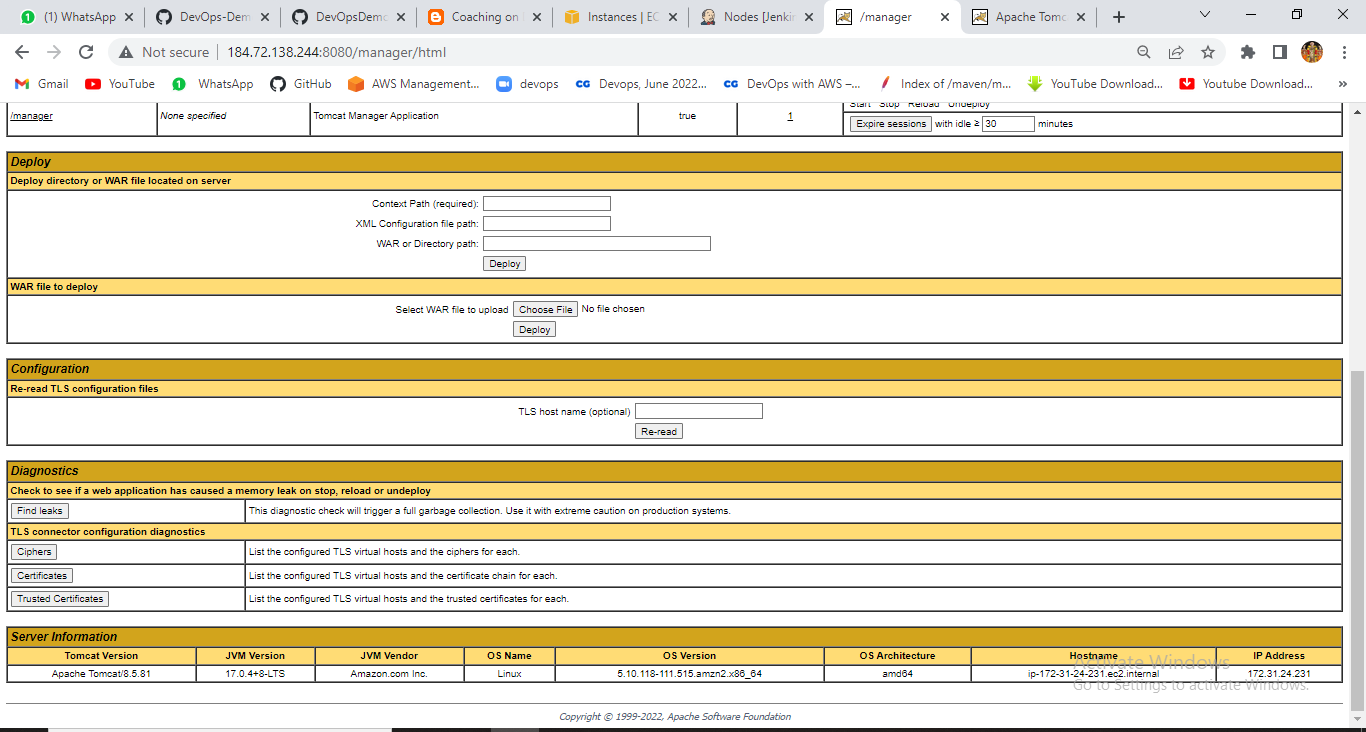 (1) WhatsApp
DevOps-Dem
DevOpsDemo
Coaching on
Instances | EC
Nodes [Jenki
/manager
Apache Tomc
Not secure
184.72.138.244:8080/manager/html
Gmail
YouTube
WhatsApp
GitHub
AWS Management...
devops
Devops, June 2022...
DevOps with AWS –...
Index of /maven/m...
YouTube Download...
Youtube Download...
»
Start Stop Reload Undeploy
/manager
None specified
Tomcat Manager Application
true
1
Expire sessions with idle ≥ 30 minutes
Deploy
Deploy directory or WAR file located on server
Context Path (required):
XML Configuration file path:
WAR or Directory path:
Deploy
WAR file to deploy
Select WAR file to upload Choose File No file chosen
Deploy
Configuration
Re-read TLS configuration files
TLS host name (optional)
Re-read
Diagnostics
Check to see if a web application has caused a memory leak on stop, reload or undeploy
Find leaks This diagnostic check will trigger a full garbage collection. Use it with extreme caution on production systems.
TLS connector configuration diagnostics
Ciphers List the configured TLS virtual hosts and the ciphers for each.
Certificates List the configured TLS virtual hosts and the certificate chain for each.
Trusted Certificates List the configured TLS virtual hosts and the trusted certificates for each.
Server Information
Tomcat Version JVM Version JVM Vendor OS Name OS Version OS Architecture Hostname IP Address
Apache Tomcat/8.5.81 17.0.4+8-LTS Amazon.com Inc. Linux 5.10.118-111.515.amzn2.x86_64 amd64 ip-172-31-24-231.ec2.internal 172.31.24.231
Activate Windows
Go to Settings to activate Windows.
Copyright © 1999-2022, Apache Software Foundation